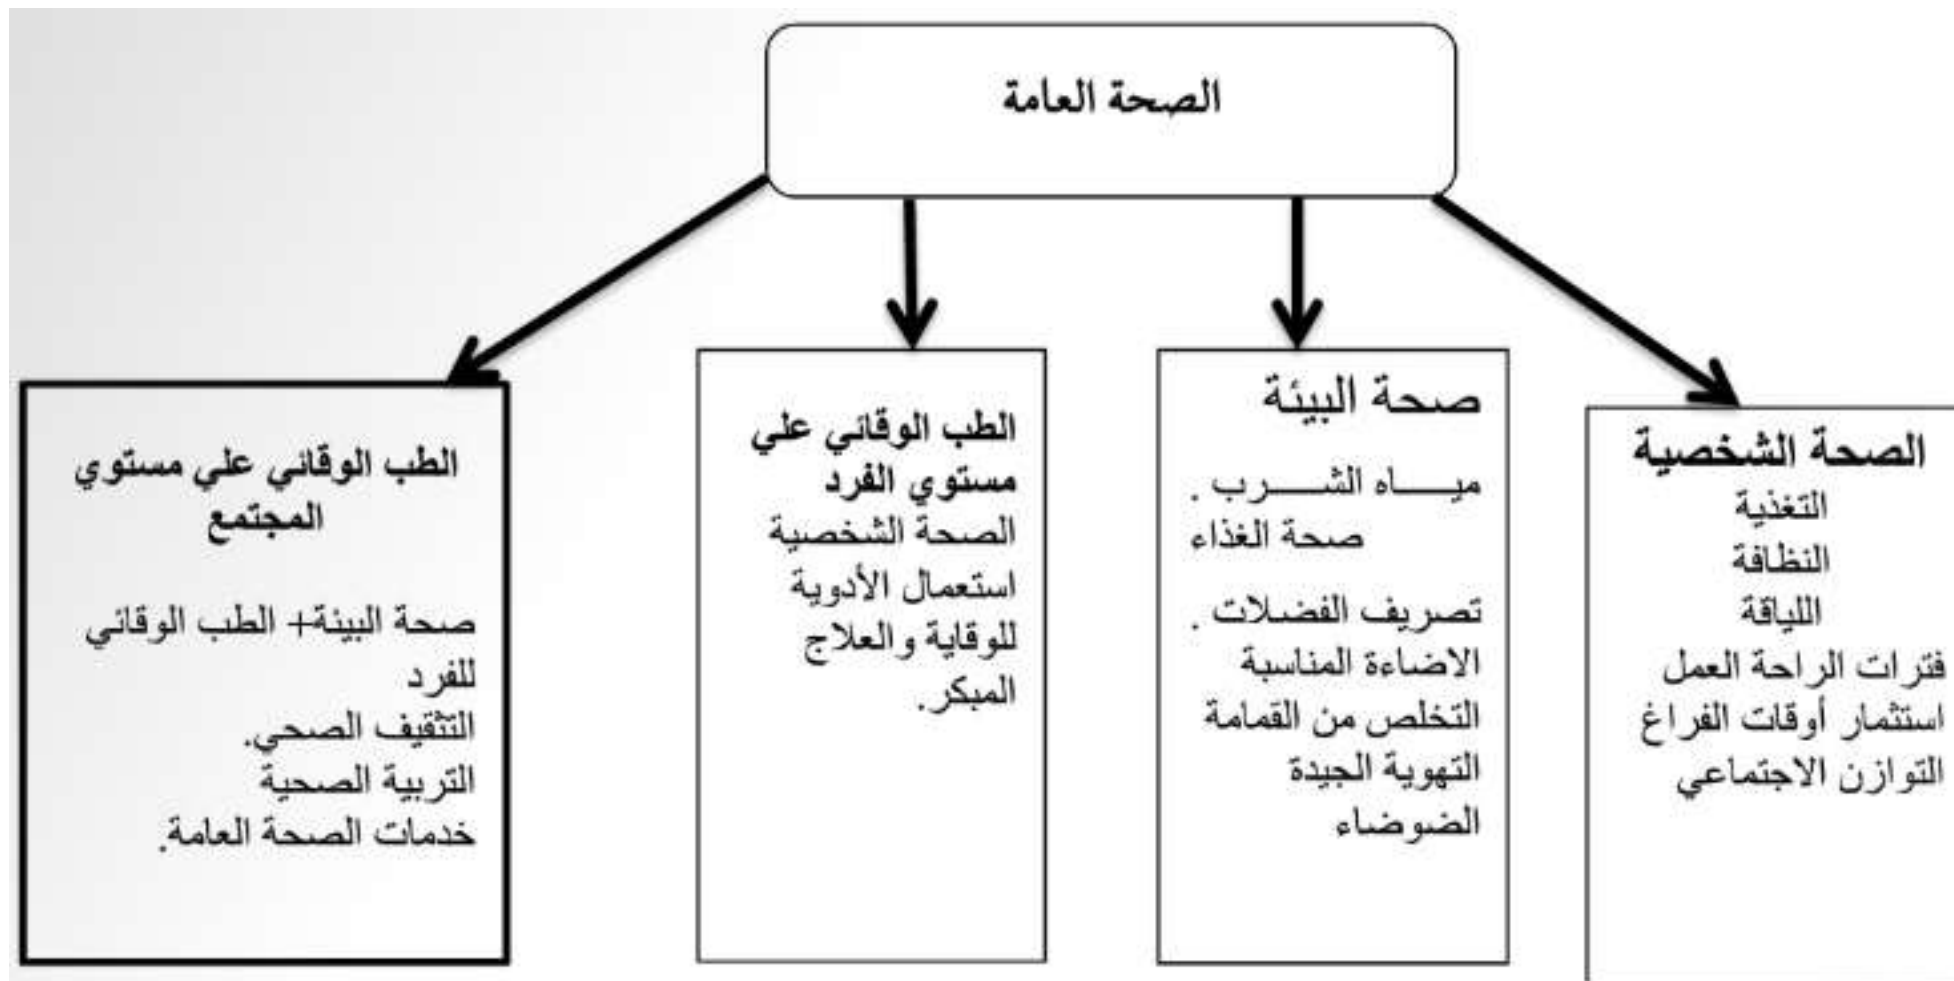 الصحة العامة
الصحة الشخصية
التغذية
النظافة
اللياقة
فترات الراحة العمل
استثمار أوقات الفراغ
التوازن الاجتماعي
صحة البيئة
ميـــاه الشـــرب .
صحة الغذاء
تصريف الفضلات .
الاضاءة المناسبة
التخلص من القمامة
التهوية الجيدة
الضوضاء
الطب الوقائي علي
مستوي الفرد
الصحة الشخصية
استعمال الأدوية
للوقاية والعلاج
المبكر.
الطب الوقائي علي مستوي
المجتمع
صحة البيئة+ الطب الوقائي
للفرد
التثقيف الصحي.
التربية الصحية
خدمات الصحة العامة.